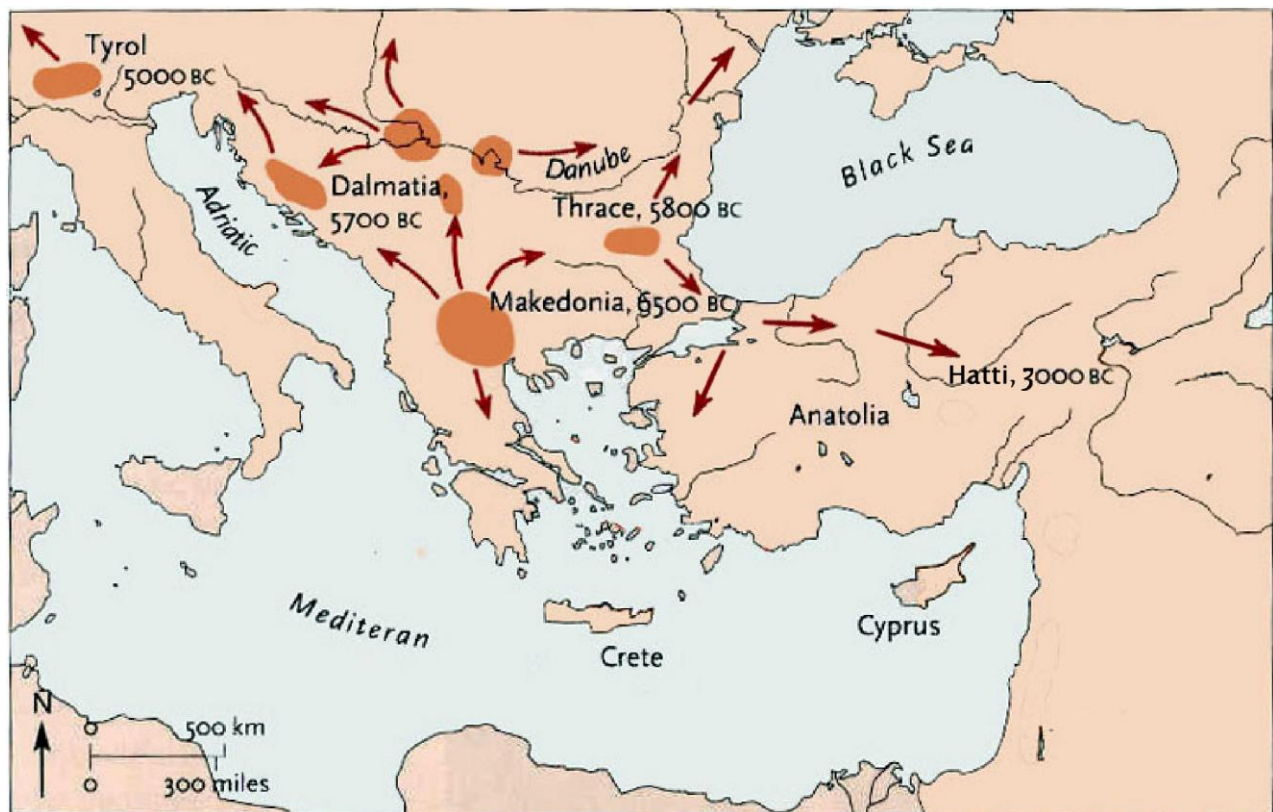 Tyrol
5000 BC
Adriatic
Dalmatia,
5700 BC
Danube
Black Sea
Thrace, 5800 BC
Makedonia, 6500 BC
Hatti, 3000 BC
Anatolia
Mediteran
Crete
Cyprus
N
0 500 km
0 300 miles